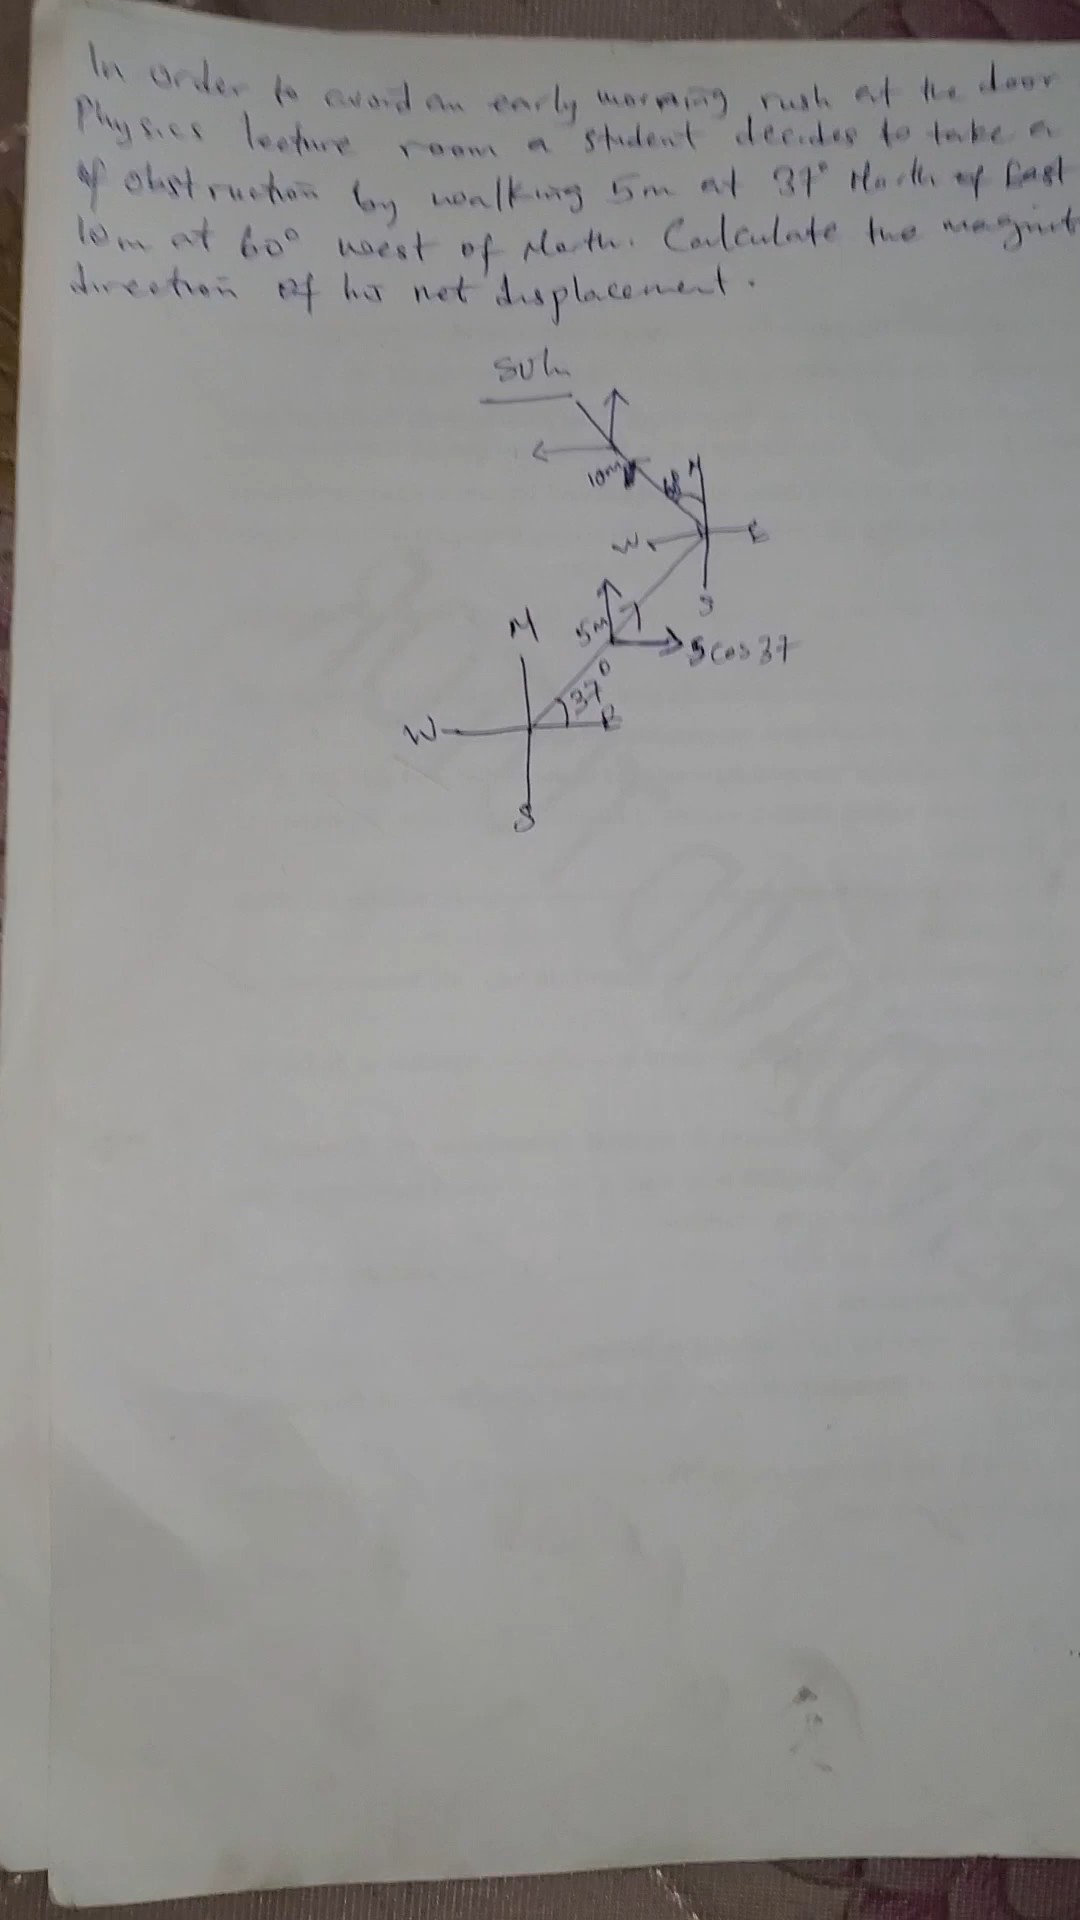 In order to avoid an early morning rush at the door
Physics lecture room a student decides to take a
of obstruction by walking 5m at 37° North of East
10m at 60° west of North. Calculate the magnit
direction of his net displacement.
Soln
10m 60 N
W E
S
N 5m
5cos37
37°
W E
S